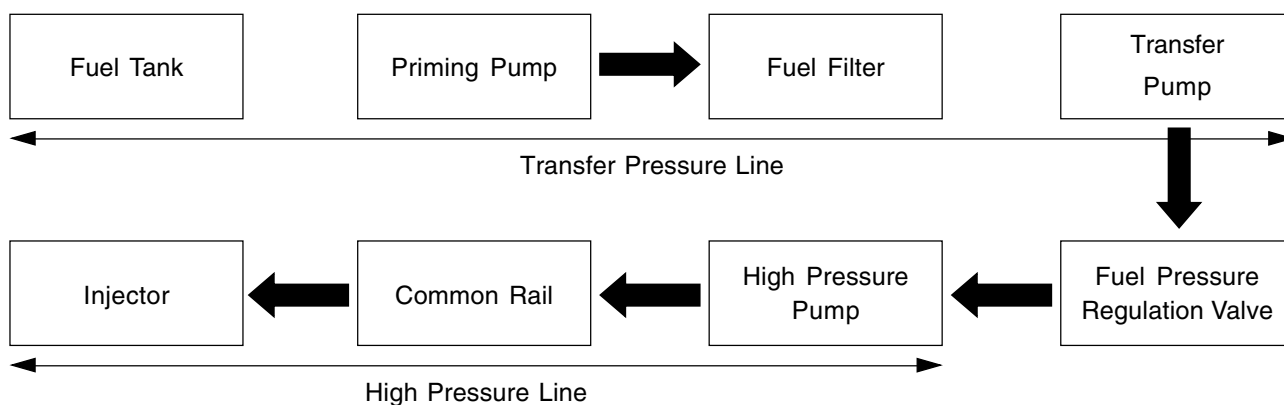 Fuel Tank
Priming Pump
Fuel Filter
Transfer
Pump
Transfer Pressure Line
Injector
Common Rail
High Pressure
Pump
Fuel Pressure
Regulation Valve
High Pressure Line